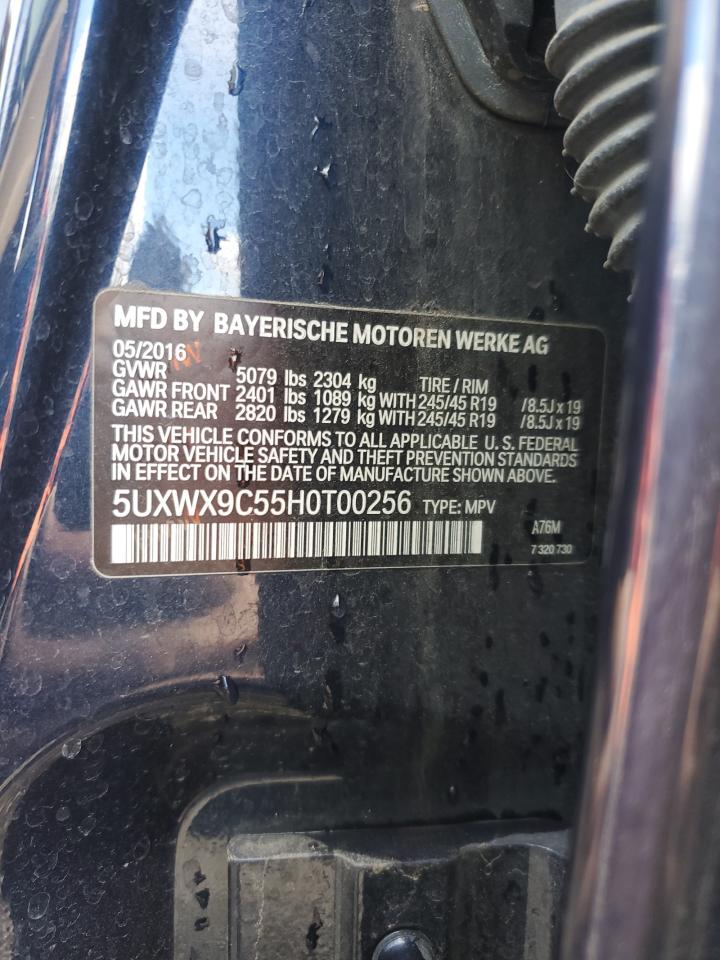 MFD BY BAYERISCHE MOTOREN WERKE AG
05/2016
GVWR 5079 lbs 2304 kg TIRE / RIM
GAWR FRONT 2401 lbs 1089 kg WITH 245/45 R19 /8.5J x 19
GAWR REAR 2820 lbs 1279 kg WITH 245/45 R19 /8.5J x 19
THIS VEHICLE CONFORMS TO ALL APPLICABLE U.S. FEDERAL
MOTOR VEHICLE SAFETY AND THEFT PREVENTION STANDARDS
IN EFFECT ON THE DATE OF MANUFACTURE SHOWN ABOVE.
5UXWX9C55H0T00256 TYPE: MPV
A76M
7 320 730